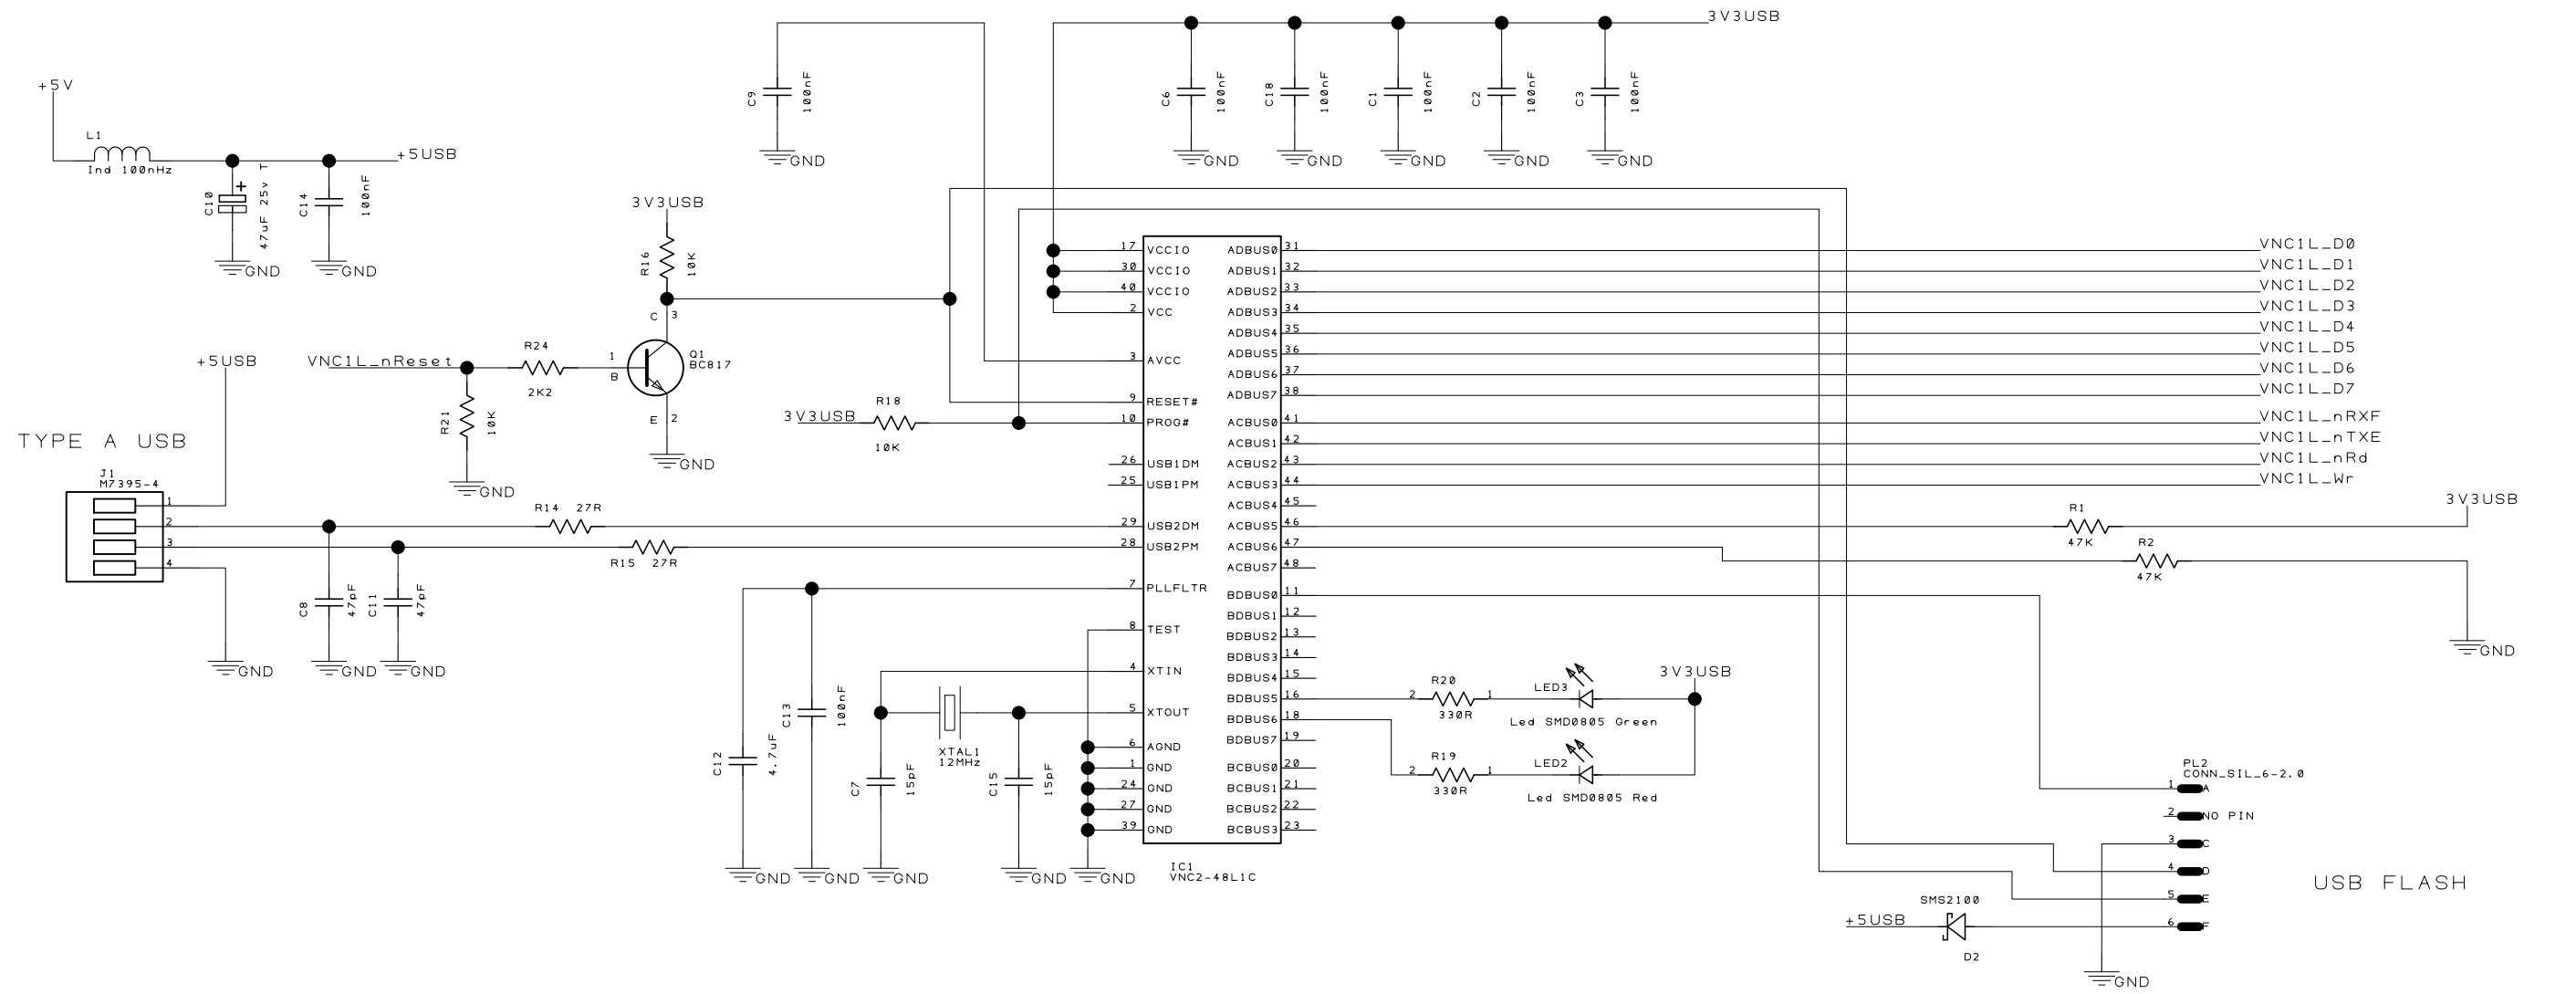 3V3USB
C9
100nF
C6
100nF
C18
100nF
C1
100nF
C2
100nF
C3
100nF
GND
GND
GND
GND
GND
GND
+5V
L1
Ind 100nHz
+5USB
C10
47uF 25v T
+
C14
100nF
GND
GND
3V3USB
R16
10K
C 3
1
B
Q1
BC817
E 2
GND
VNC1L_nReset
R24
2K2
R21
10K
GND
3V3USB
R18
10K
+5USB
TYPE A USB
J1
M7395-4
1
2
3
4
R14 27R
R15 27R
C8
47pF
C11
47pF
GND
GND
GND
17 VCCIO
30 VCCIO
40 VCCIO
2 VCC
3 AVCC
9 RESET#
10 PROG#
26 USB1DM
25 USB1PM
29 USB2DM
28 USB2PM
7 PLLFLTR
8 TEST
4 XTIN
5 XTOUT
6 AGND
1 GND
24 GND
27 GND
39 GND
ADBUS0 31
ADBUS1 32
ADBUS2 33
ADBUS3 34
ADBUS4 35
ADBUS5 36
ADBUS6 37
ADBUS7 38
ACBUS0 41
ACBUS1 42
ACBUS2 43
ACBUS3 44
ACBUS4 45
ACBUS5 46
ACBUS6 47
ACBUS7 48
BDBUS0 11
BDBUS1 12
BDBUS2 13
BDBUS3 14
BDBUS4 15
BDBUS5 16
BDBUS6 18
BDBUS7 19
BCBUS0 20
BCBUS1 21
BCBUS2 22
BCBUS3 23
IC1
VNC2-48L1C
C12
4.7uF
C13
100nF
C7
15pF
XTAL1
12MHz
C15
15pF
GND
GND
GND
GND
GND
VNC1L_D0
VNC1L_D1
VNC1L_D2
VNC1L_D3
VNC1L_D4
VNC1L_D5
VNC1L_D6
VNC1L_D7
VNC1L_nRXF
VNC1L_nTXE
VNC1L_nRd
VNC1L_Wr
R1
47K
3V3USB
R2
47K
GND
2 R20 1
330R
LED3
Led SMD0805 Green
3V3USB
2 R19 1
330R
LED2
Led SMD0805 Red
PL2
CONN_SIL_6-2.0
1 A
2 NO PIN
3 C
4 D
5 E
6 F
USB FLASH
SMS2100
+5USB
D2
GND